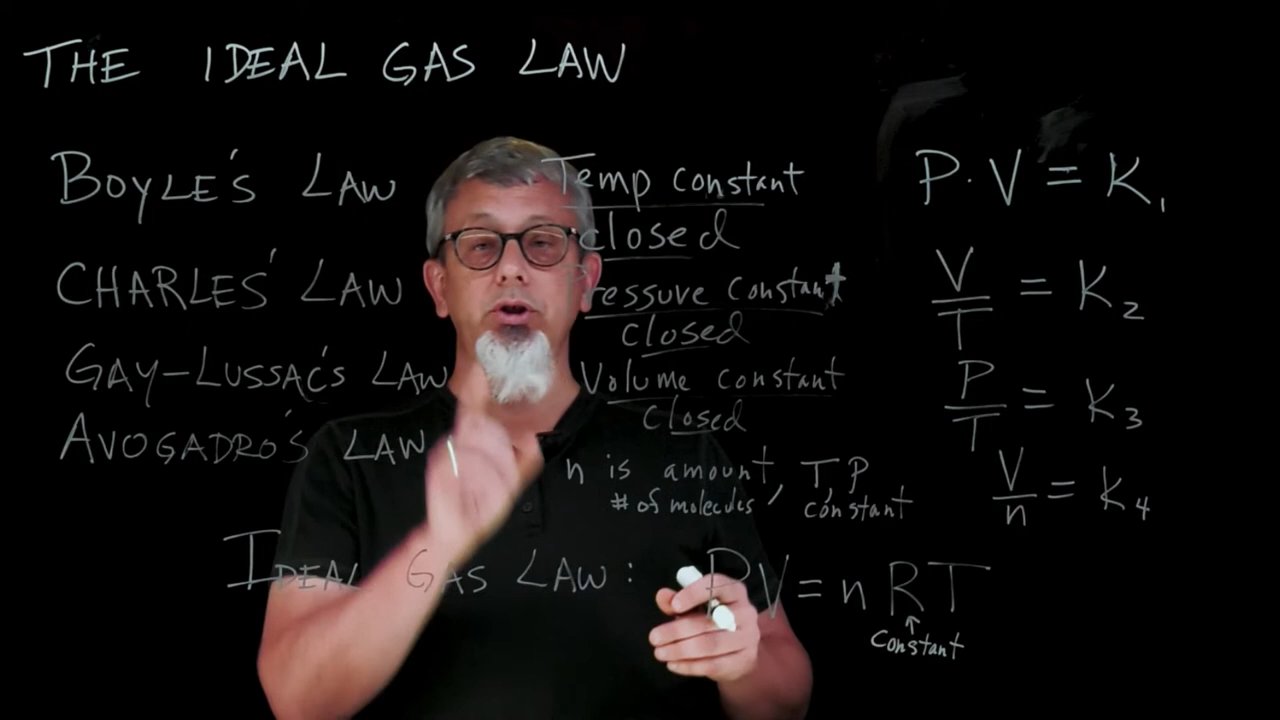 THE IDEAL GAS LAW
BOYLE'S LAW Temp constant P·V = K₁
closed
CHARLES' LAW Pressure constant V/T = K₂
closed
GAY-LUSSAC'S LAW Volume constant P/T = K₃
closed
AVOGADRO'S LAW n is amount, T, P V/n = K₄
# of molecules, constant
IDEAL GAS LAW: PV = nRT
↑
constant